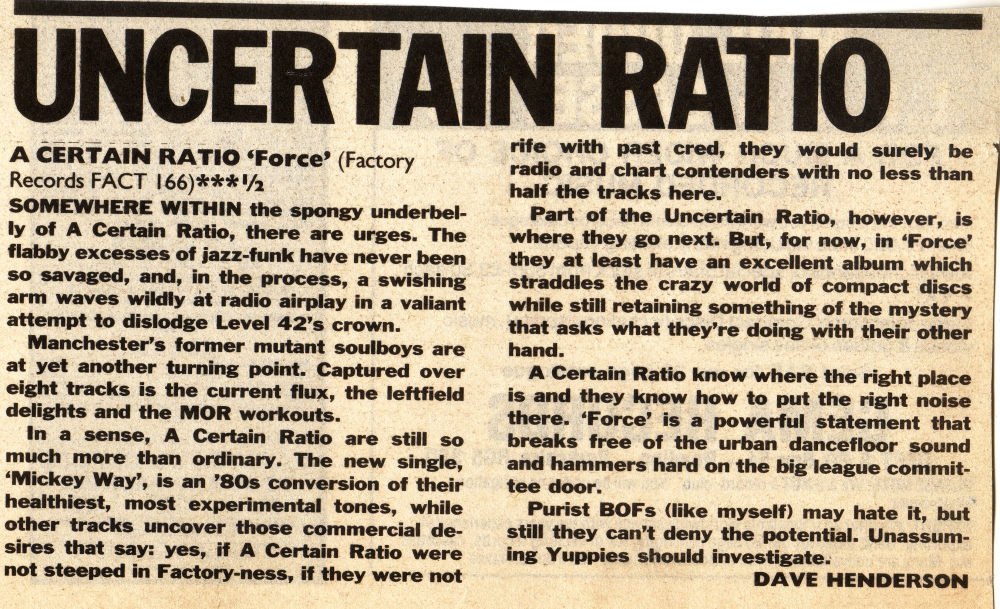 UNCERTAIN RATIO
A CERTAIN RATIO ‘Force’ (Factory
Records FACT 166)***½
SOMEWHERE WITHIN the spongy underbel-
ly of A Certain Ratio, there are urges. The
flabby excesses of jazz-funk have never been
so savaged, and, in the process, a swishing
arm waves wildly at radio airplay in a valiant
attempt to dislodge Level 42’s crown.
Manchester’s former mutant soulboys are
at yet another turning point. Captured over
eight tracks is the current flux, the leftfield
delights and the MOR workouts.
In a sense, A Certain Ratio are still so
much more than ordinary. The new single,
‘Mickey Way’, is an ’80s conversion of their
healthiest, most experimental tones, while
other tracks uncover those commercial de-
sires that say: yes, if A Certain Ratio were
not steeped in Factory-ness, if they were not
rife with past cred, they would surely be
radio and chart contenders with no less than
half the tracks here.
Part of the Uncertain Ratio, however, is
where they go next. But, for now, in ‘Force’
they at least have an excellent album which
straddles the crazy world of compact discs
while still retaining something of the mystery
that asks what they’re doing with their other
hand.
A Certain Ratio know where the right place
is and they know how to put the right noise
there. ‘Force’ is a powerful statement that
breaks free of the urban dancefloor sound
and hammers hard on the big league commit-
tee door.
Purist BOFs (like myself) may hate it, but
still they can’t deny the potential. Unassum-
ing Yuppies should investigate.
DAVE HENDERSON